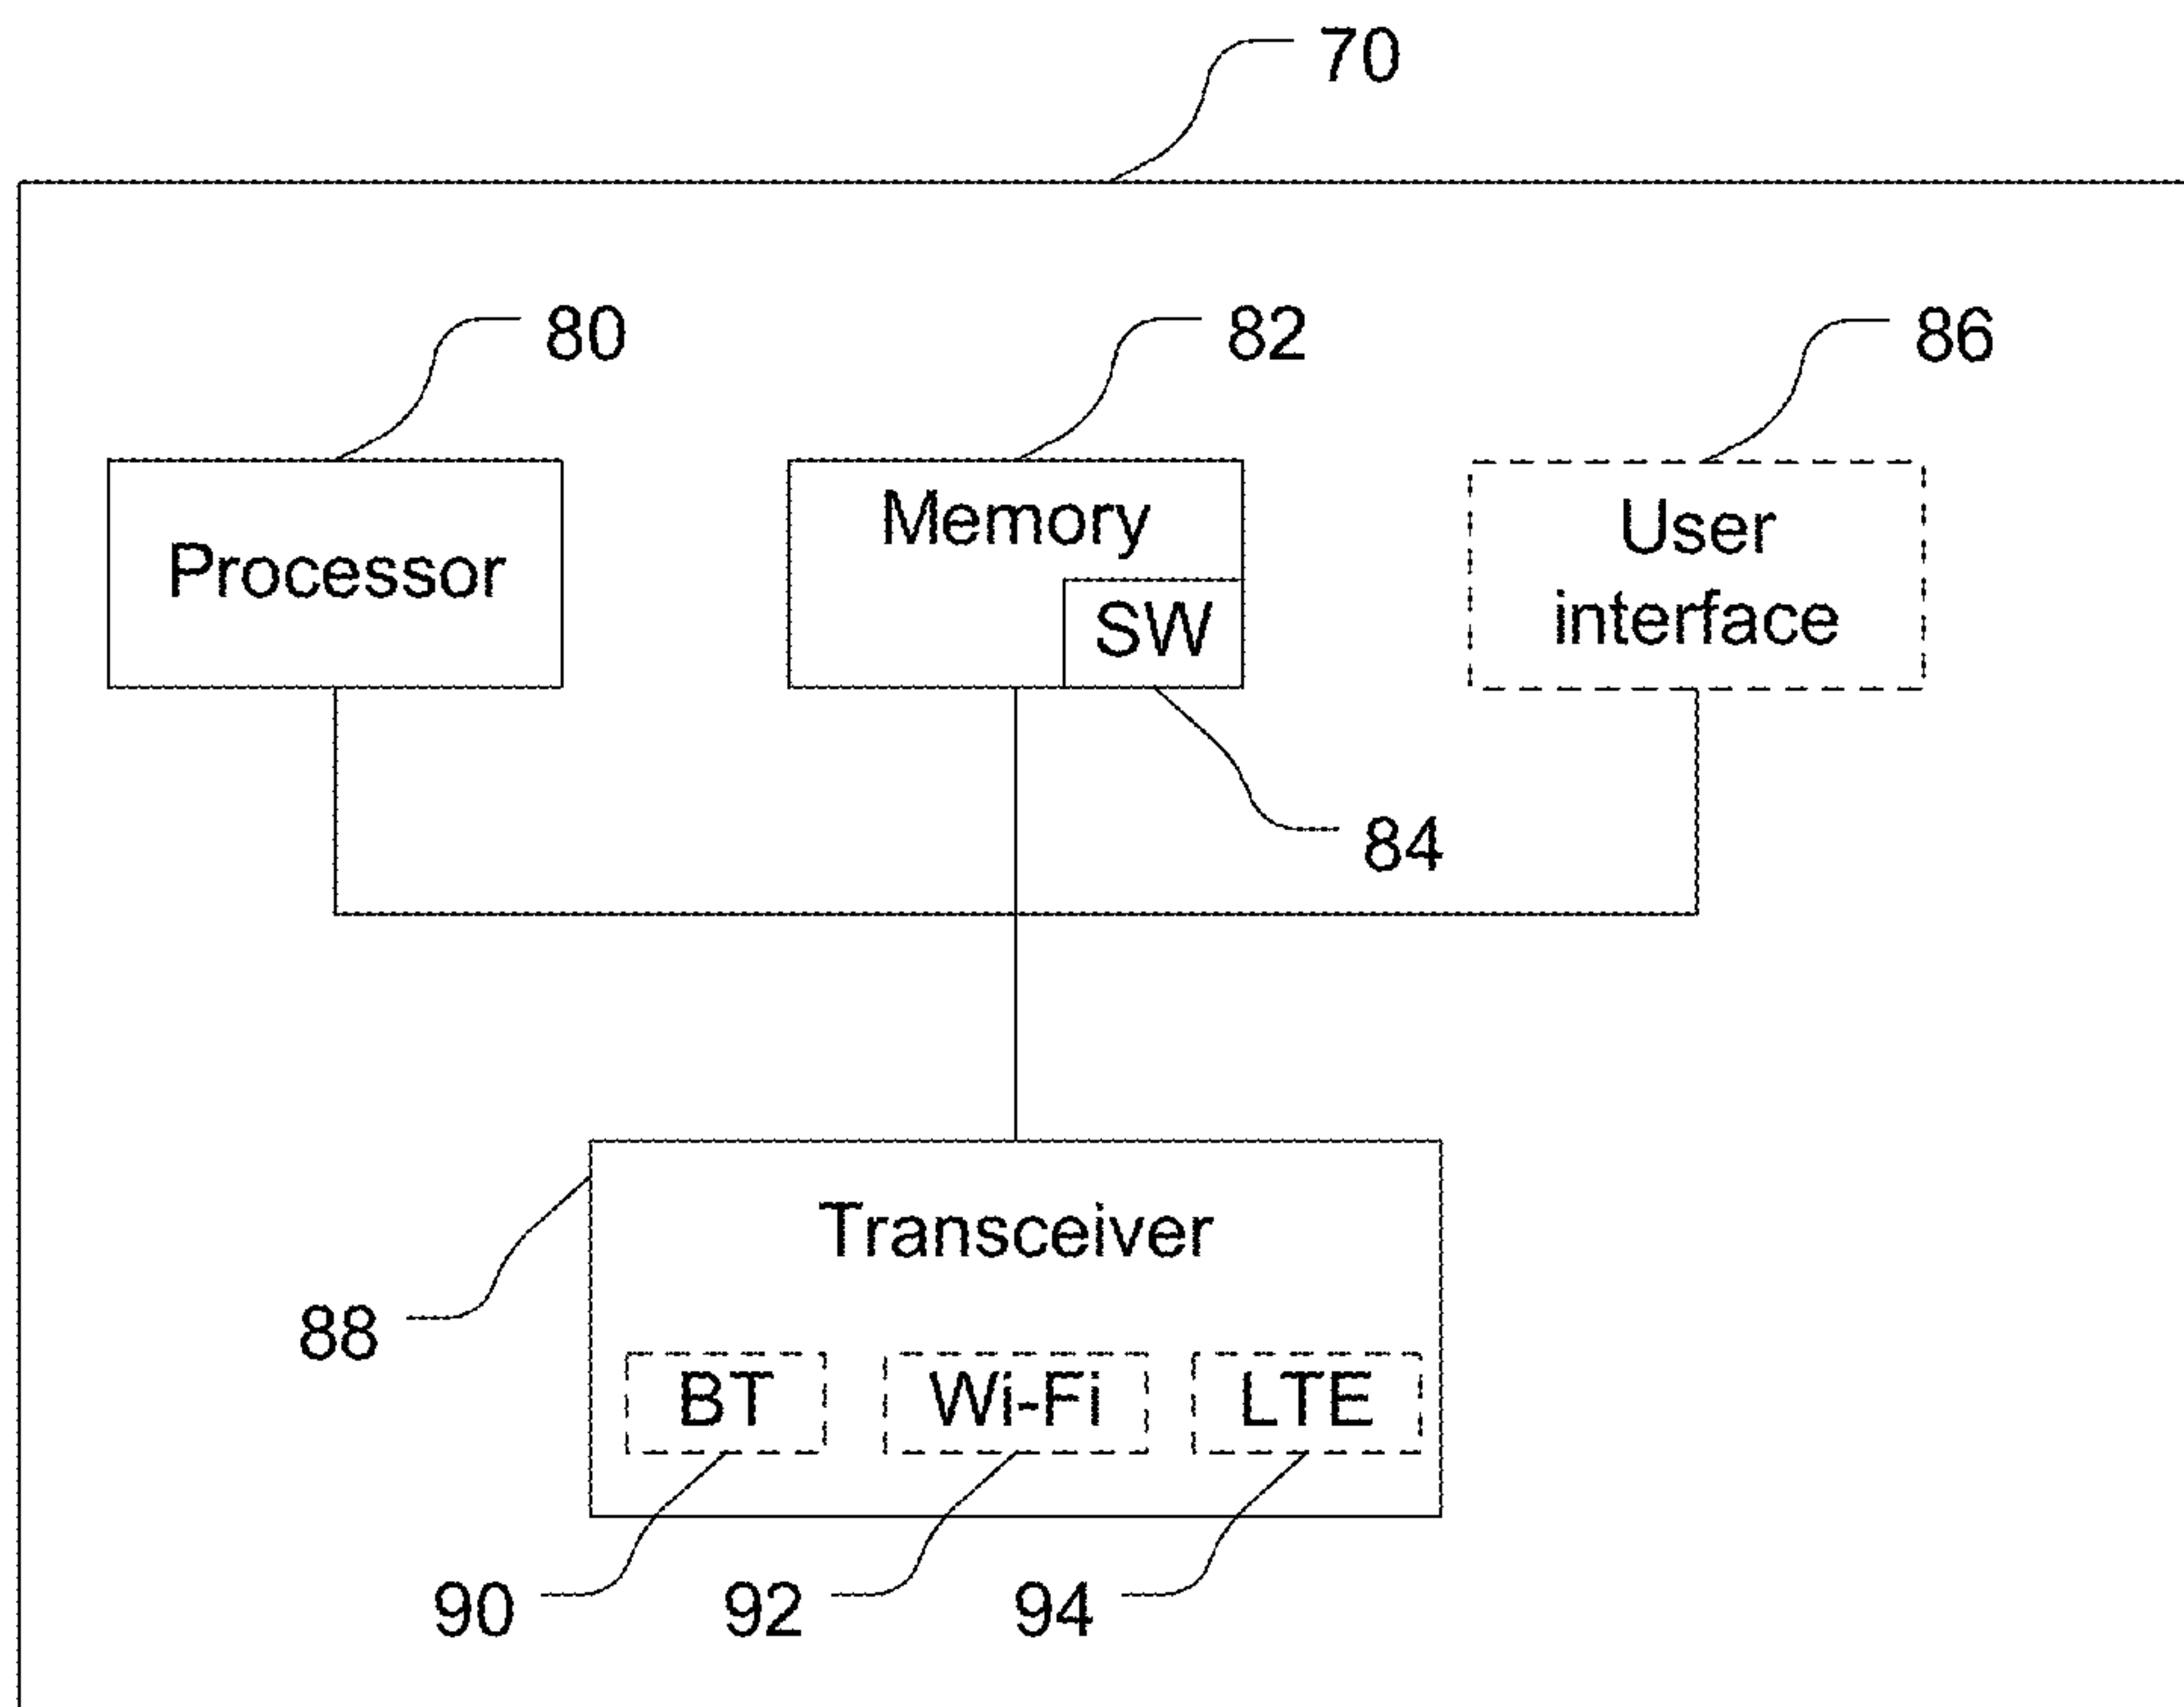 70
80
82
86
Processor
Memory
SW
User
interface
84
Transceiver
88
BT
Wi-Fi
LTE
90
92
94